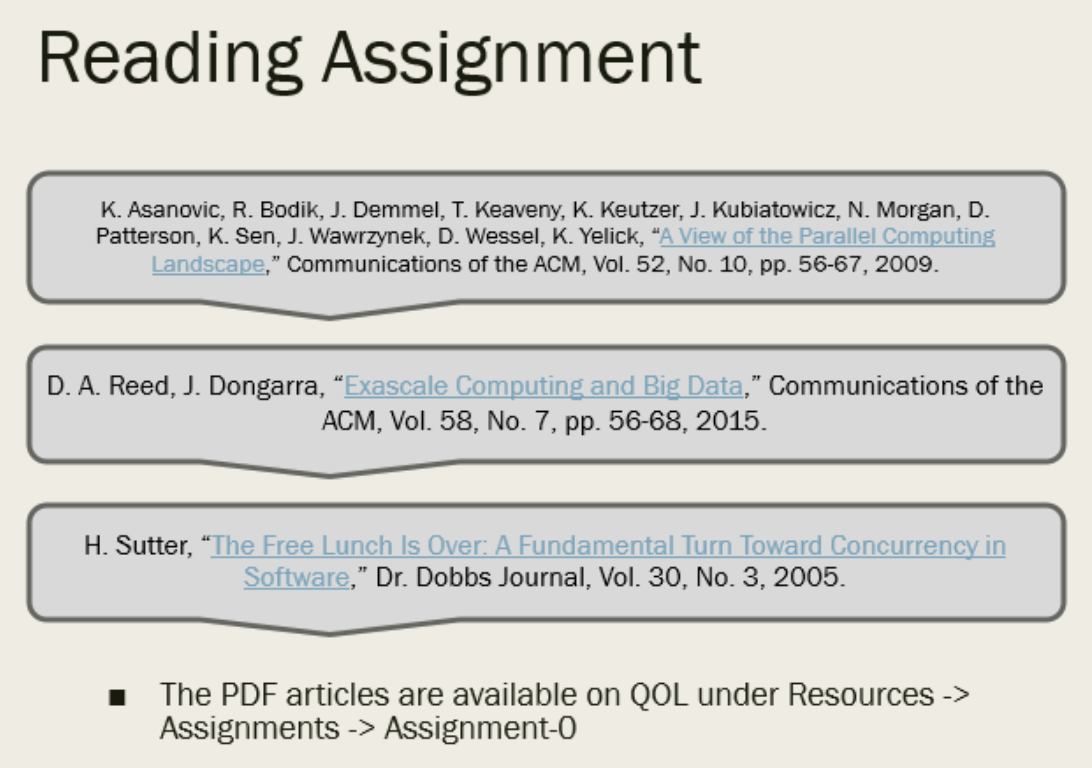 Reading Assignment
K. Asanovic, R. Bodik, J. Demmel, T. Keaveny, K. Keutzer, J. Kubiatowicz, N. Morgan, D.
Patterson, K. Sen, J. Wawrzynek, D. Wessel, K. Yelick, “A View of the Parallel Computing
Landscape,” Communications of the ACM, Vol. 52, No. 10, pp. 56-67, 2009.
D. A. Reed, J. Dongarra, “Exascale Computing and Big Data,” Communications of the
ACM, Vol. 58, No. 7, pp. 56-68, 2015.
H. Sutter, “The Free Lunch Is Over: A Fundamental Turn Toward Concurrency in
Software,” Dr. Dobbs Journal, Vol. 30, No. 3, 2005.
■ The PDF articles are available on QOL under Resources ->
Assignments -> Assignment-0